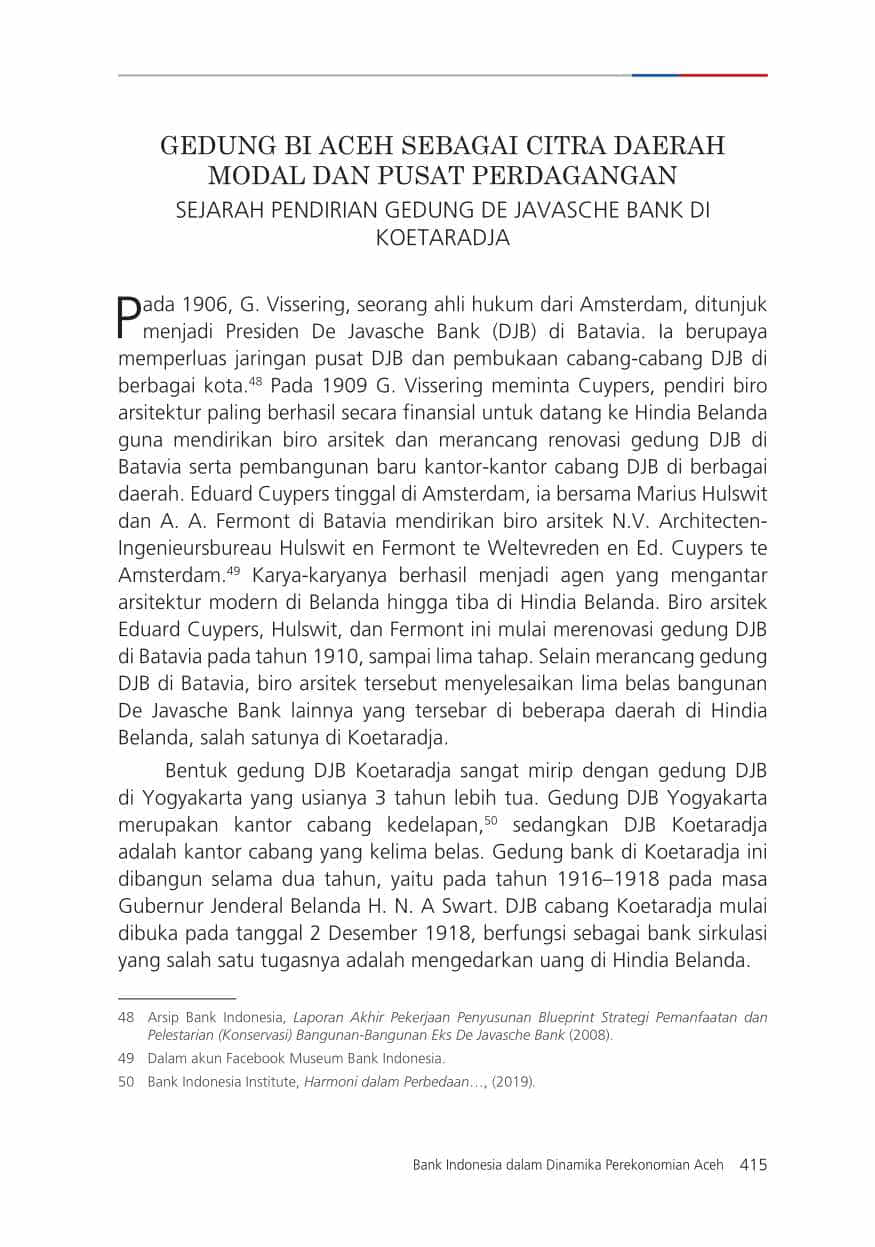 GEDUNG BI ACEH SEBAGAI CITRA DAERAH
MODAL DAN PUSAT PERDAGANGAN
SEJARAH PENDIRIAN GEDUNG DE JAVASCHE BANK DI
KOETARADJA
Pada 1906, G. Vissering, seorang ahli hukum dari Amsterdam, ditunjuk
menjadi Presiden De Javasche Bank (DJB) di Batavia. Ia berupaya
memperluas jaringan pusat DJB dan pembukaan cabang-cabang DJB di
berbagai kota.48 Pada 1909 G. Vissering meminta Cuypers, pendiri biro
arsitektur paling berhasil secara finansial untuk datang ke Hindia Belanda
guna mendirikan biro arsitek dan merancang renovasi gedung DJB di
Batavia serta pembangunan baru kantor-kantor cabang DJB di berbagai
daerah. Eduard Cuypers tinggal di Amsterdam, ia bersama Marius Hulswit
dan A. A. Fermont di Batavia mendirikan biro arsitek N.V. Architecten-
Ingenieursbureau Hulswit en Fermont te Weltevreden en Ed. Cuypers te
Amsterdam.49 Karya-karyanya berhasil menjadi agen yang mengantar
arsitektur modern di Belanda hingga tiba di Hindia Belanda. Biro arsitek
Eduard Cuypers, Hulswit, dan Fermont ini mulai merenovasi gedung DJB
di Batavia pada tahun 1910, sampai lima tahap. Selain merancang gedung
DJB di Batavia, biro arsitek tersebut menyelesaikan lima belas bangunan
De Javasche Bank lainnya yang tersebar di beberapa daerah di Hindia
Belanda, salah satunya di Koetaradja.
Bentuk gedung DJB Koetaradja sangat mirip dengan gedung DJB
di Yogyakarta yang usianya 3 tahun lebih tua. Gedung DJB Yogyakarta
merupakan kantor cabang kedelapan,50 sedangkan DJB Koetaradja
adalah kantor cabang yang kelima belas. Gedung bank di Koetaradja ini
dibangun selama dua tahun, yaitu pada tahun 1916–1918 pada masa
Gubernur Jenderal Belanda H. N. A Swart. DJB cabang Koetaradja mulai
dibuka pada tanggal 2 Desember 1918, berfungsi sebagai bank sirkulasi
yang salah satu tugasnya adalah mengedarkan uang di Hindia Belanda.
48 Arsip Bank Indonesia, Laporan Akhir Pekerjaan Penyusunan Blueprint Strategi Pemanfaatan dan
Pelestarian (Konservasi) Bangunan-Bangunan Eks De Javasche Bank (2008).
49 Dalam akun Facebook Museum Bank Indonesia.
50 Bank Indonesia Institute, Harmoni dalam Perbedaan…, (2019).
Bank Indonesia dalam Dinamika Perekonomian Aceh 415